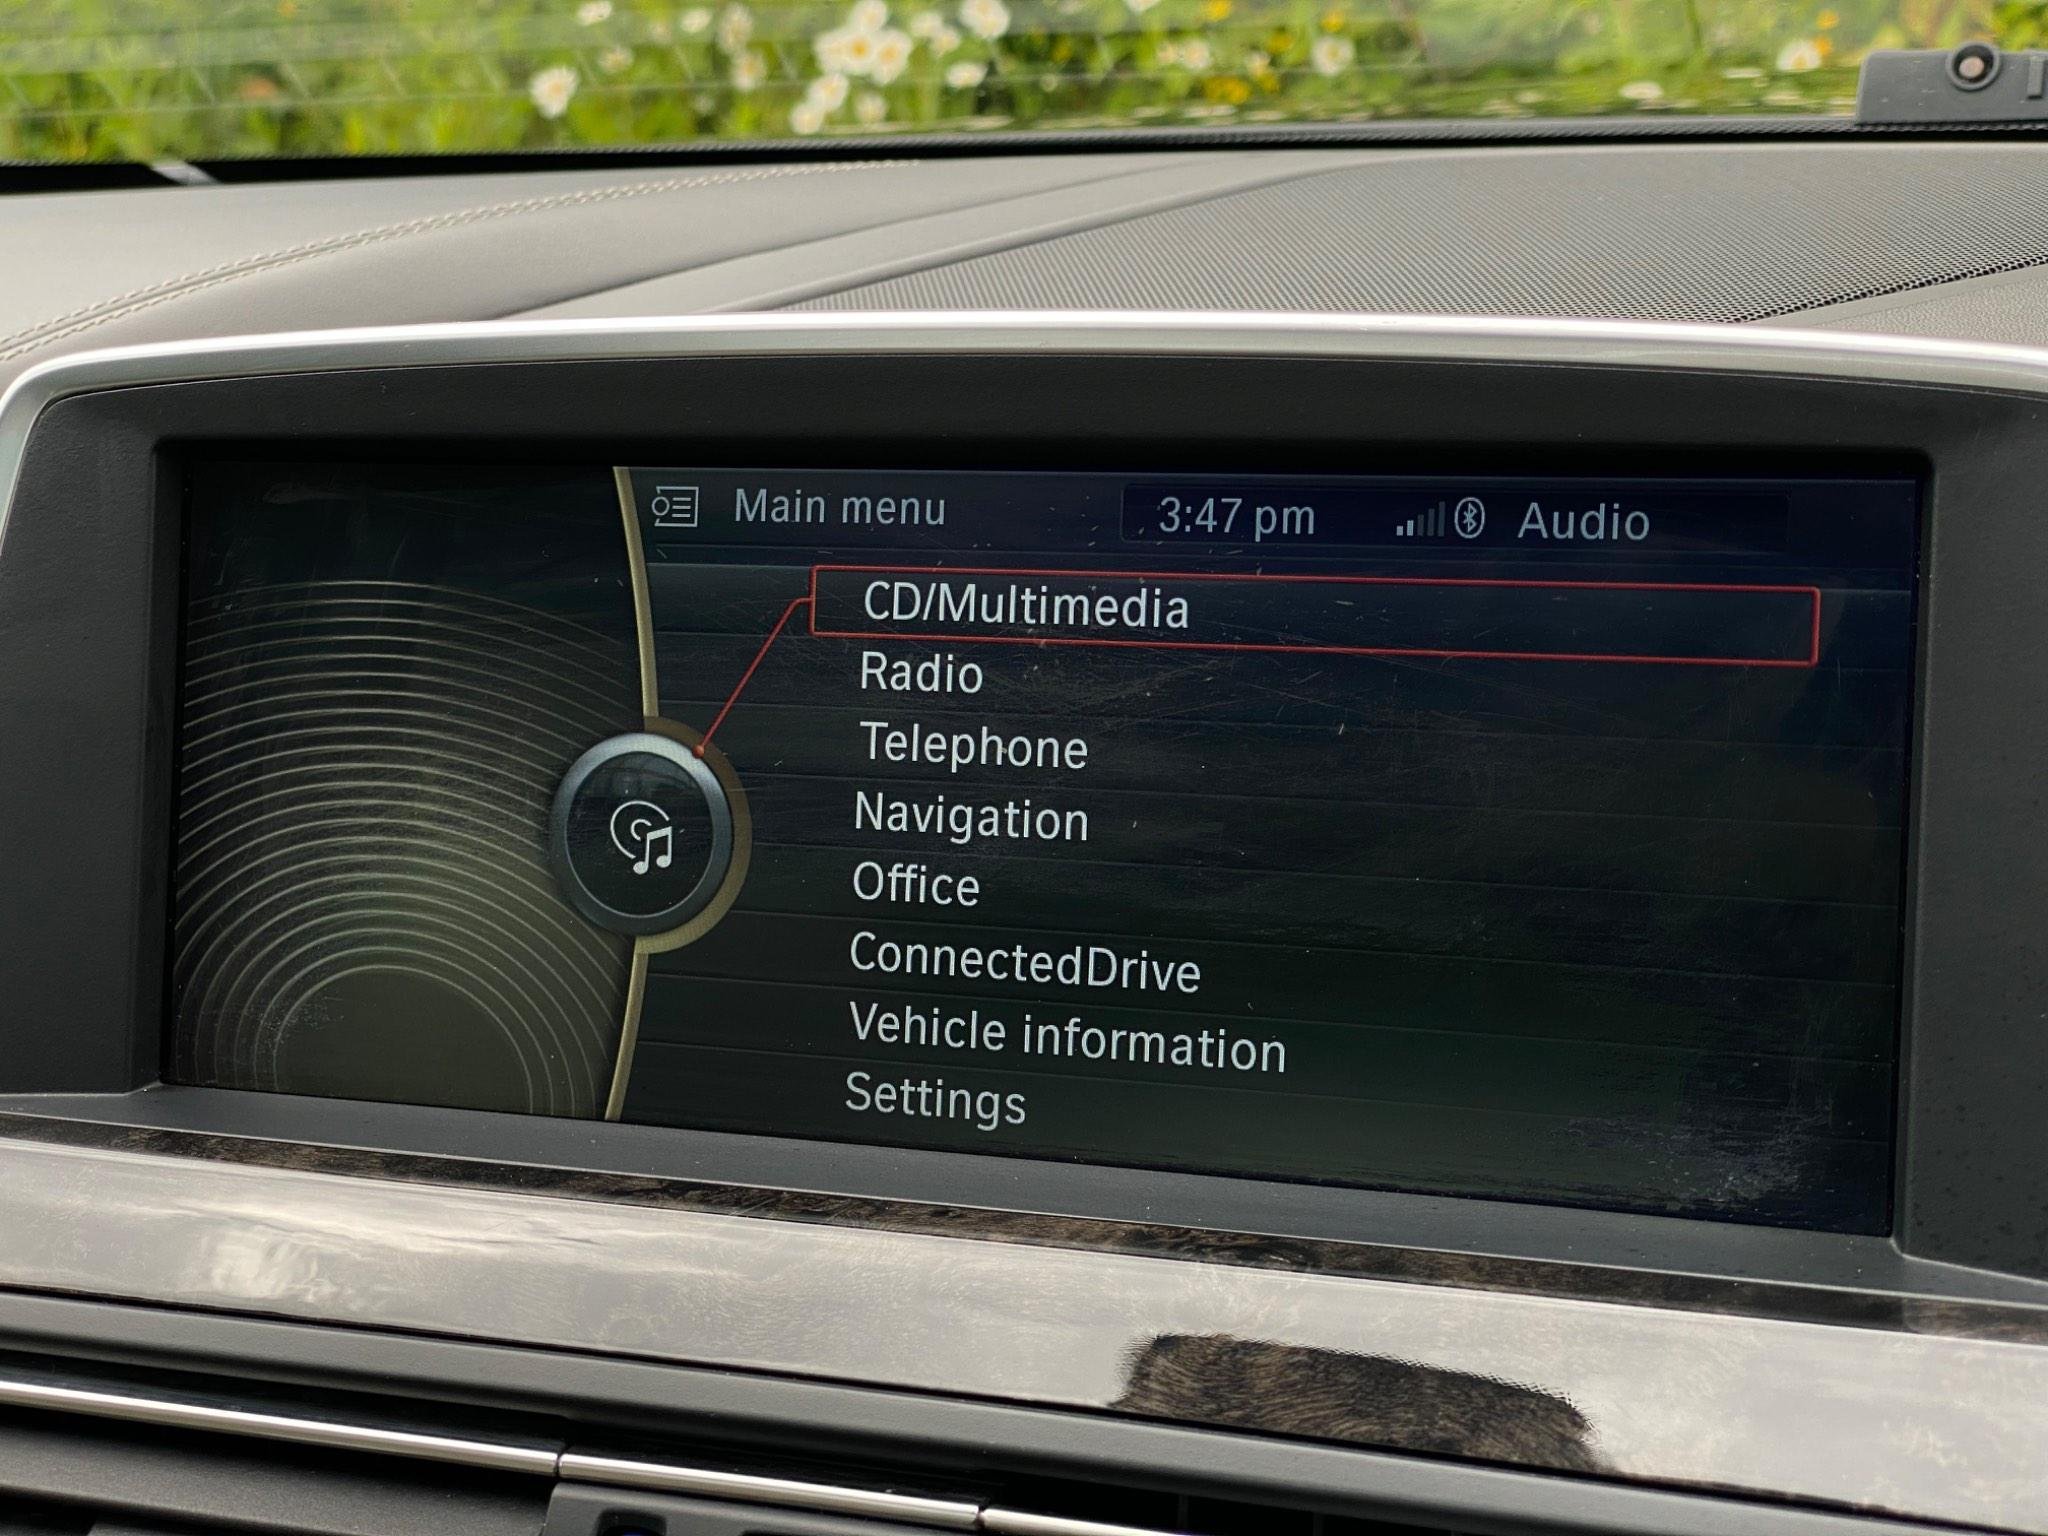 Main menu 3:47 pm Audio
CD/Multimedia
Radio
Telephone
Navigation
Office
ConnectedDrive
Vehicle information
Settings